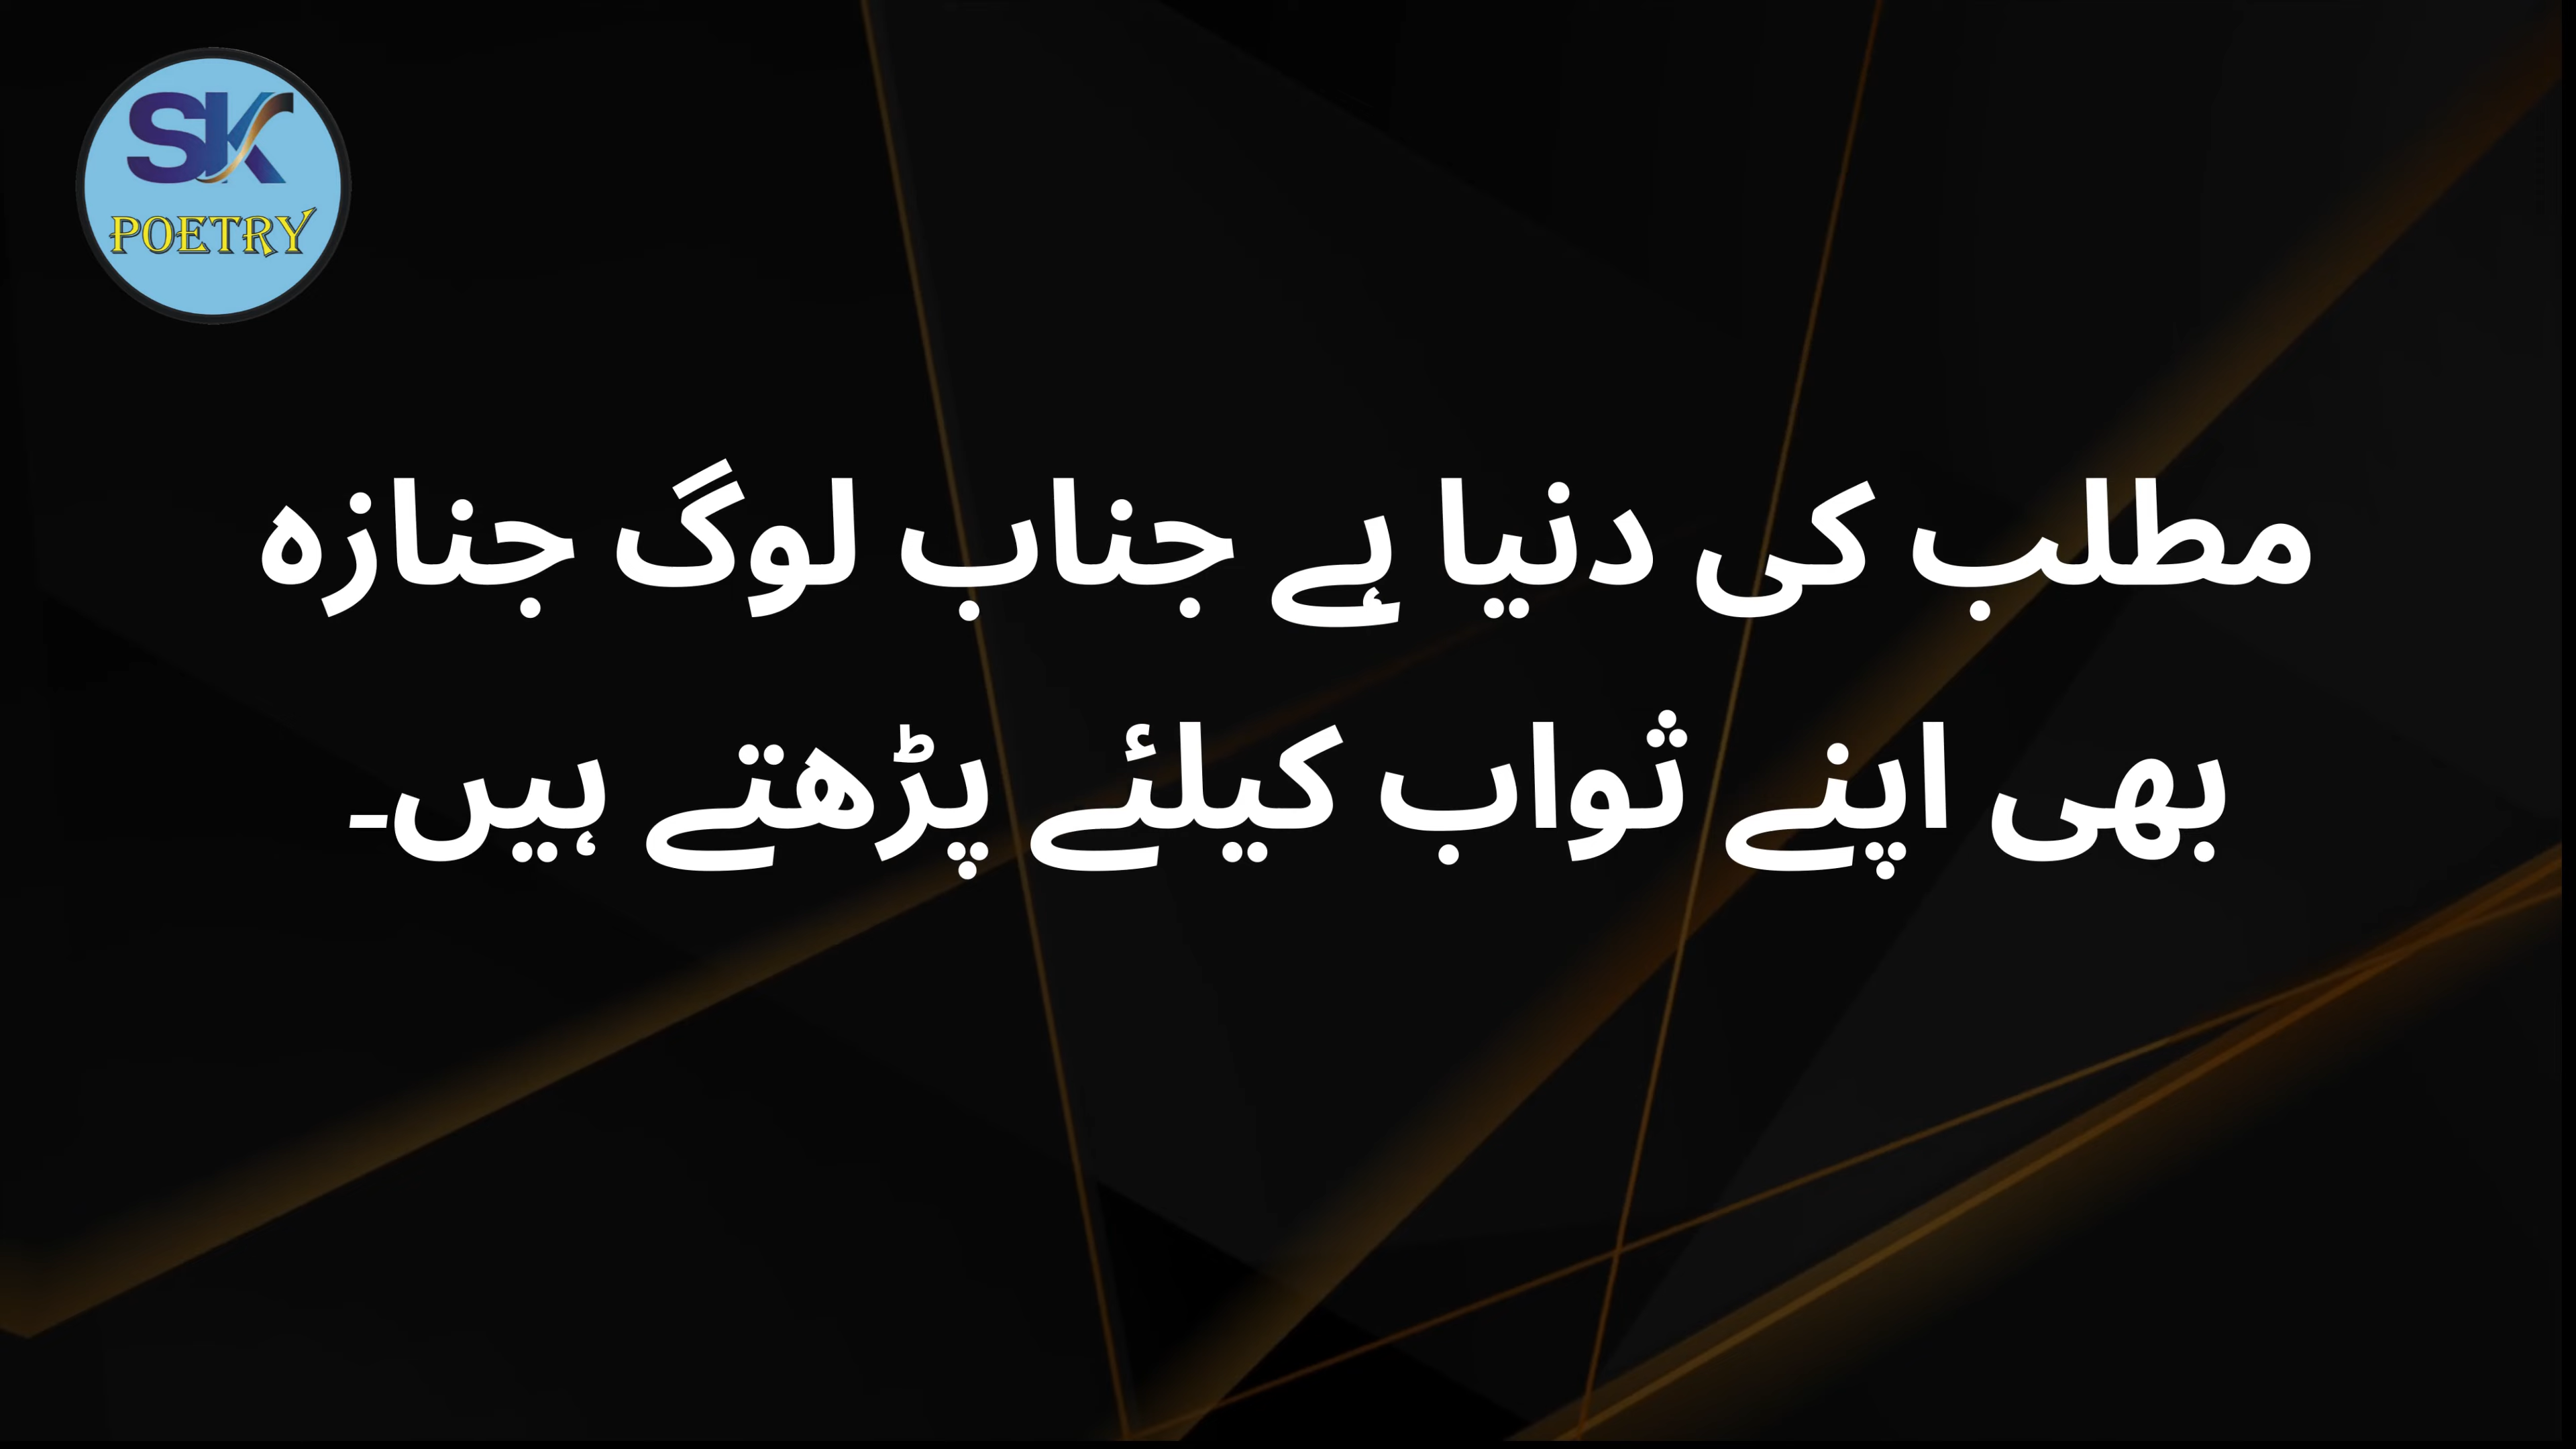 SK
POETRY
مطلب کی دنیا ہے جناب لوگ جنازہ
بھی اپنے ثواب کیلئے پڑھتے ہیں۔